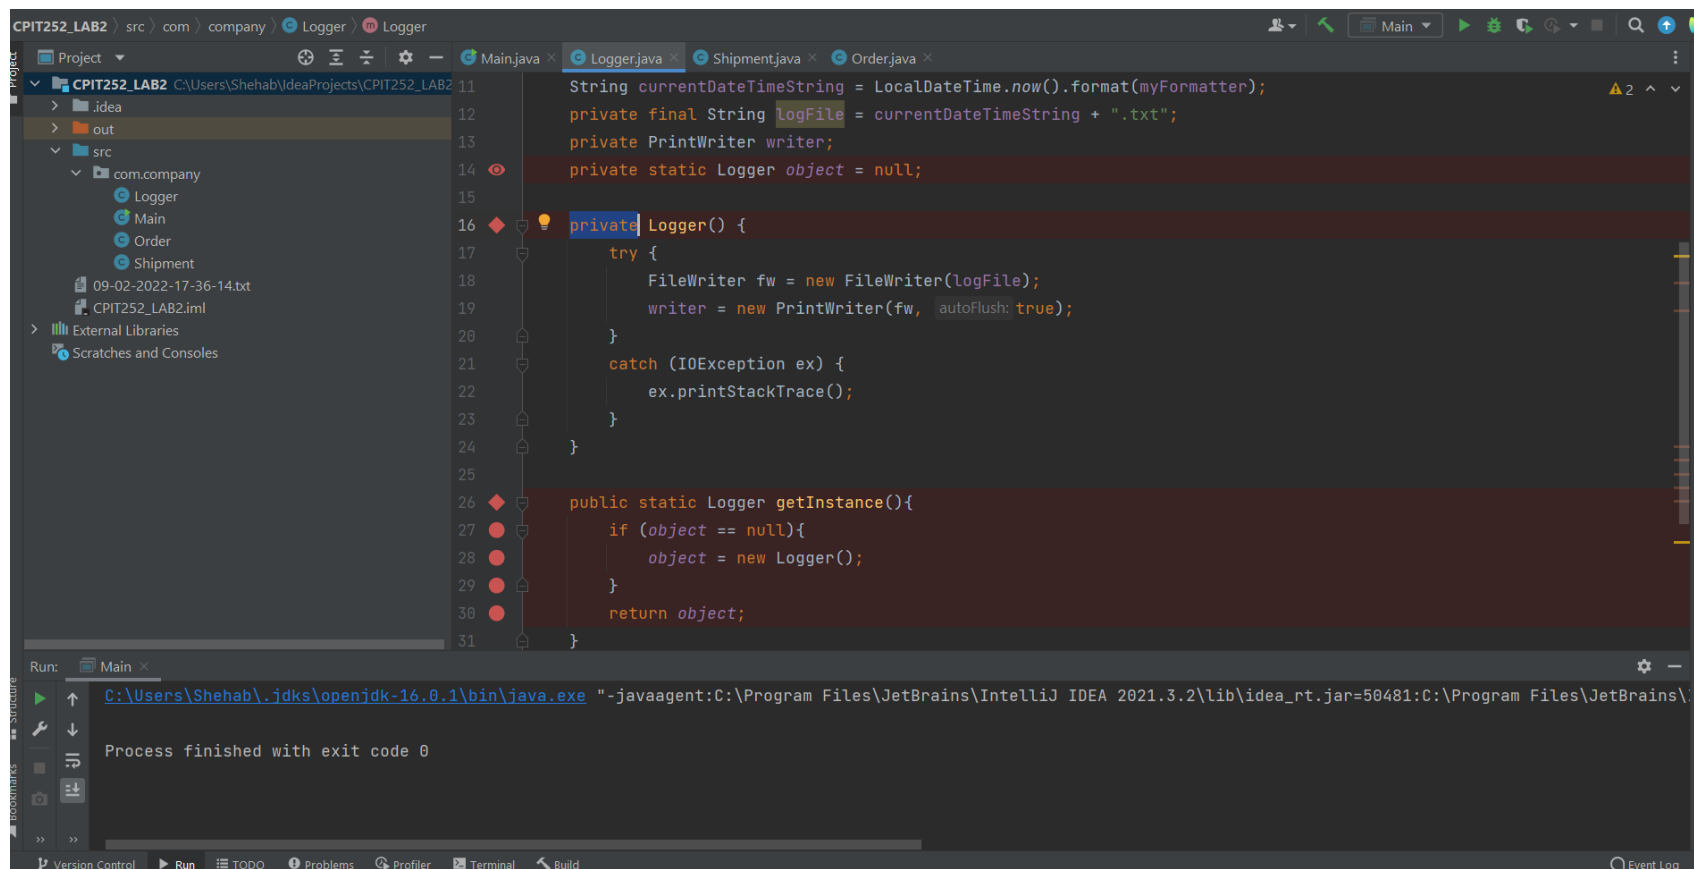 CPIT252_LAB2 src com company Logger Logger Main
Project
Project
CPIT252_LAB2 C:\Users\Shehab\IdeaProjects\CPIT252_LAB2
.idea
out
src
com.company
Logger
Main
Order
Shipment
09-02-2022-17-36-14.txt
CPIT252_LAB2.iml
External Libraries
Scratches and Consoles
Main.java Logger.java Shipment.java Order.java
2
11 String currentDateTimeString = LocalDateTime.now().format(myFormatter);
12 private final String logFile = currentDateTimeString + ".txt";
13 private PrintWriter writer;
14 private static Logger object = null;
15
16 private Logger() {
17 try {
18 FileWriter fw = new FileWriter(logFile);
19 writer = new PrintWriter(fw, autoFlush: true);
20 }
21 catch (IOException ex) {
22 ex.printStackTrace();
23 }
24 }
25
26 public static Logger getInstance(){
27 if (object == null){
28 object = new Logger();
29 }
30 return object;
31 }
Run: Main
C:\Users\Shehab\.jdks\openjdk-16.0.1\bin\java.exe "-javaagent:C:\Program Files\JetBrains\IntelliJ IDEA 2021.3.2\lib\idea_rt.jar=50481:C:\Program Files\JetBrains\
Process finished with exit code 0
Structure
Bookmarks
Version Control Run TODO Problems Profiler Terminal Build Event Log